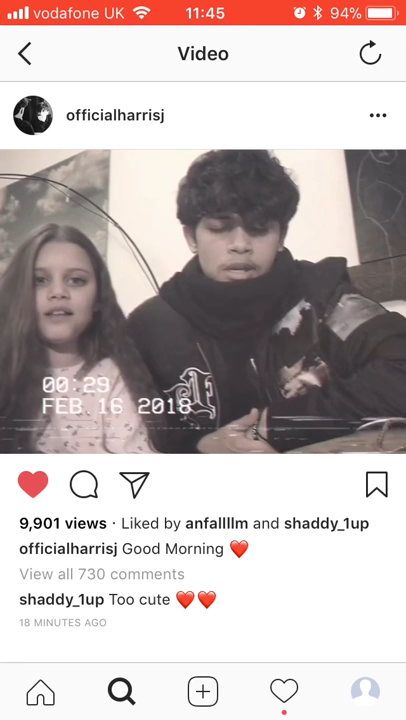 vodafone UK 11:45 94%
Video
officialharrisj
00:29
FEB.16 2018
9,901 views · Liked by anfallllm and shaddy_1up
officialharrisj Good Morning ❤️
View all 730 comments
shaddy_1up Too cute ❤️❤️
18 MINUTES AGO